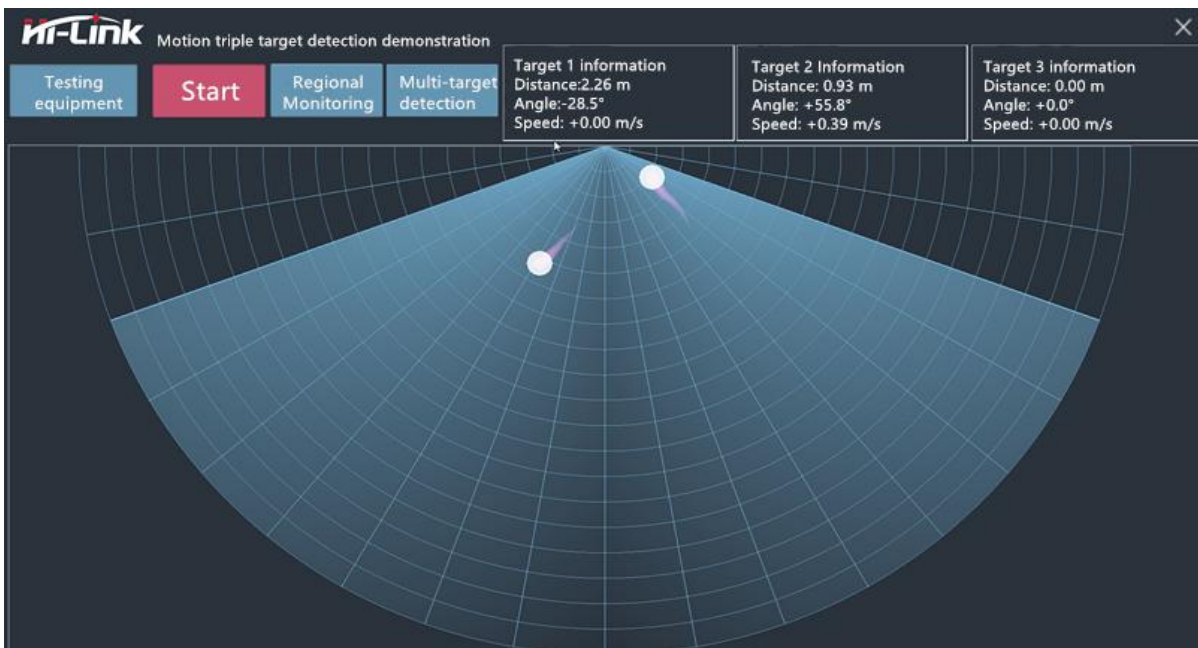 Hi-Link
Motion triple target detection demonstration
Testing
equipment
Start
Regional
Monitoring
Multi-target
detection
Target 1 information
Distance:2.26 m
Angle:-28.5°
Speed: +0.00 m/s
Target 2 Information
Distance: 0.93 m
Angle: +55.8°
Speed: +0.39 m/s
Target 3 information
Distance: 0.00 m
Angle: +0.0°
Speed: +0.00 m/s